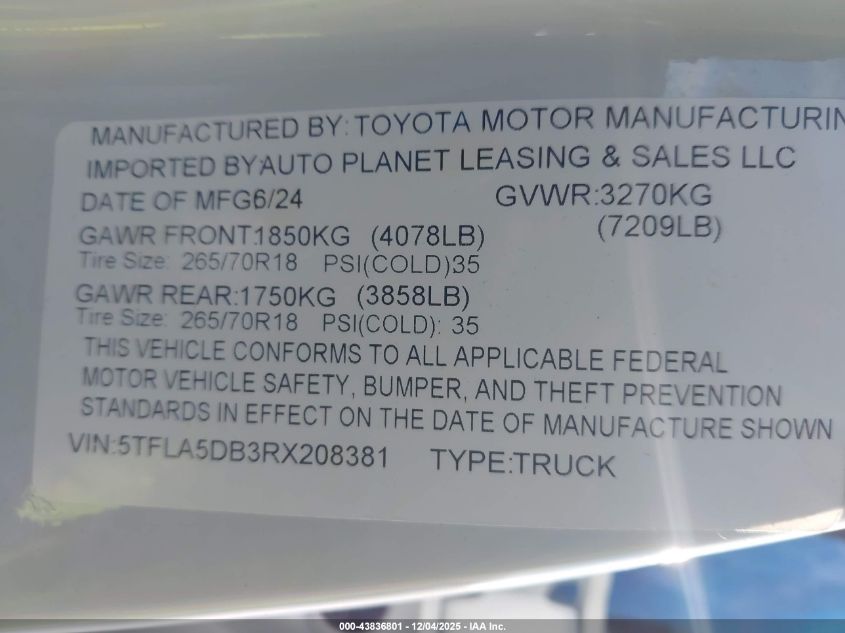 MANUFACTURED BY: TOYOTA MOTOR MANUFACTURIN
IMPORTED BY:AUTO PLANET LEASING & SALES LLC
DATE OF MFG6/24 GVWR:3270KG
(7209LB)
GAWR FRONT:1850KG (4078LB)
Tire Size: 265/70R18 PSI(COLD)35
GAWR REAR:1750KG (3858LB)
Tire Size: 265/70R18 PSI(COLD): 35
THIS VEHICLE CONFORMS TO ALL APPLICABLE FEDERAL
MOTOR VEHICLE SAFETY, BUMPER, AND THEFT PREVENTION
STANDARDS IN EFFECT ON THE DATE OF MANUFACTURE SHOWN
VIN:5TFLA5DB3RX208381 TYPE:TRUCK
000-43836801 - 12/04/2025 - IAA Inc.